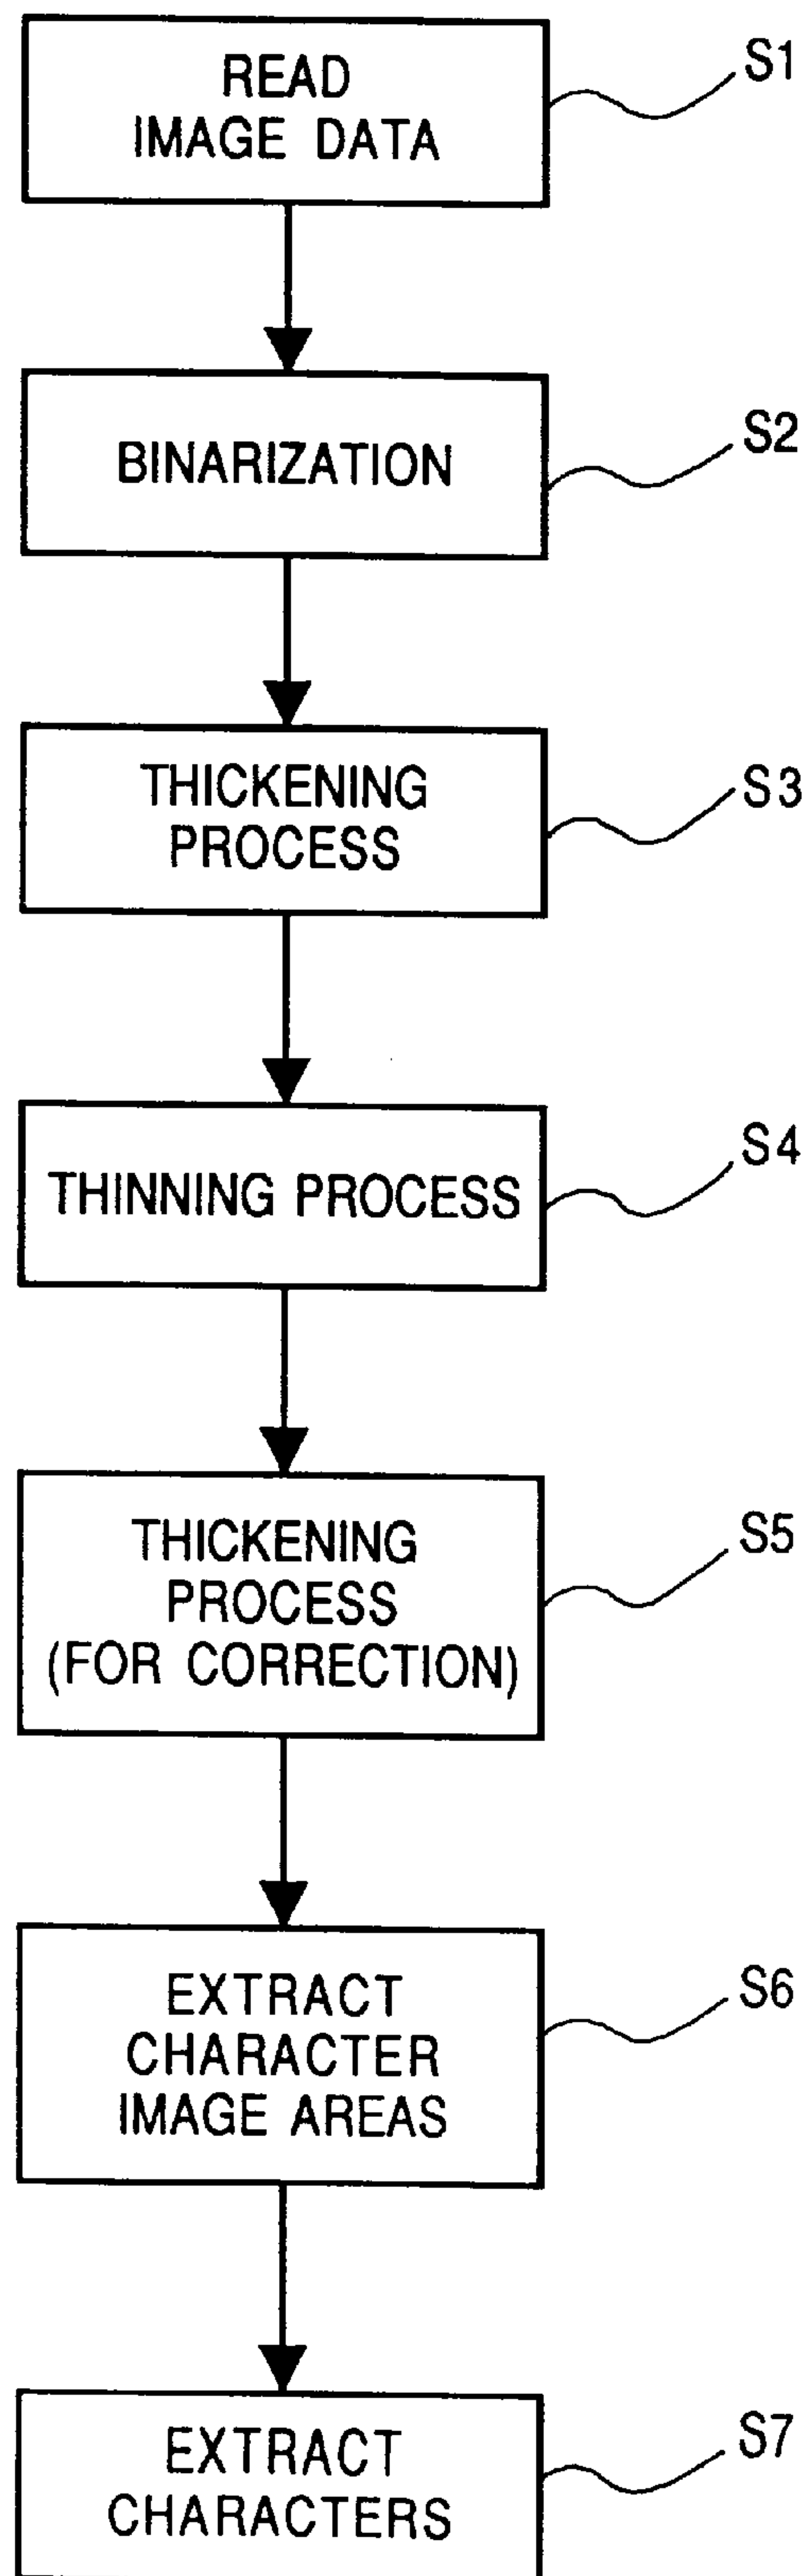 READ
IMAGE DATA
S1
BINARIZATION
S2
THICKENING
PROCESS
S3
THINNING PROCESS
S4
THICKENING
PROCESS
(FOR CORRECTION)
S5
EXTRACT
CHARACTER
IMAGE AREAS
S6
EXTRACT
CHARACTERS
S7